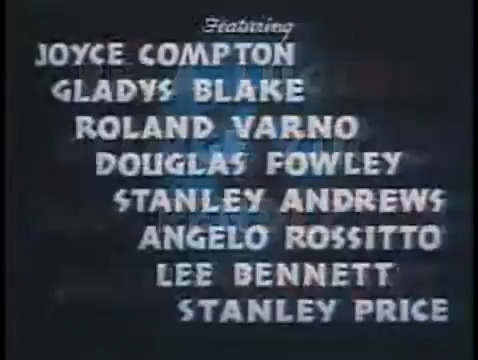 Featuring
JOYCE COMPTON
GLADYS BLAKE
ROLAND VARNO
DOUGLAS FOWLEY
STANLEY ANDREWS
ANGELO ROSSITTO
LEE BENNETT
STANLEY PRICE